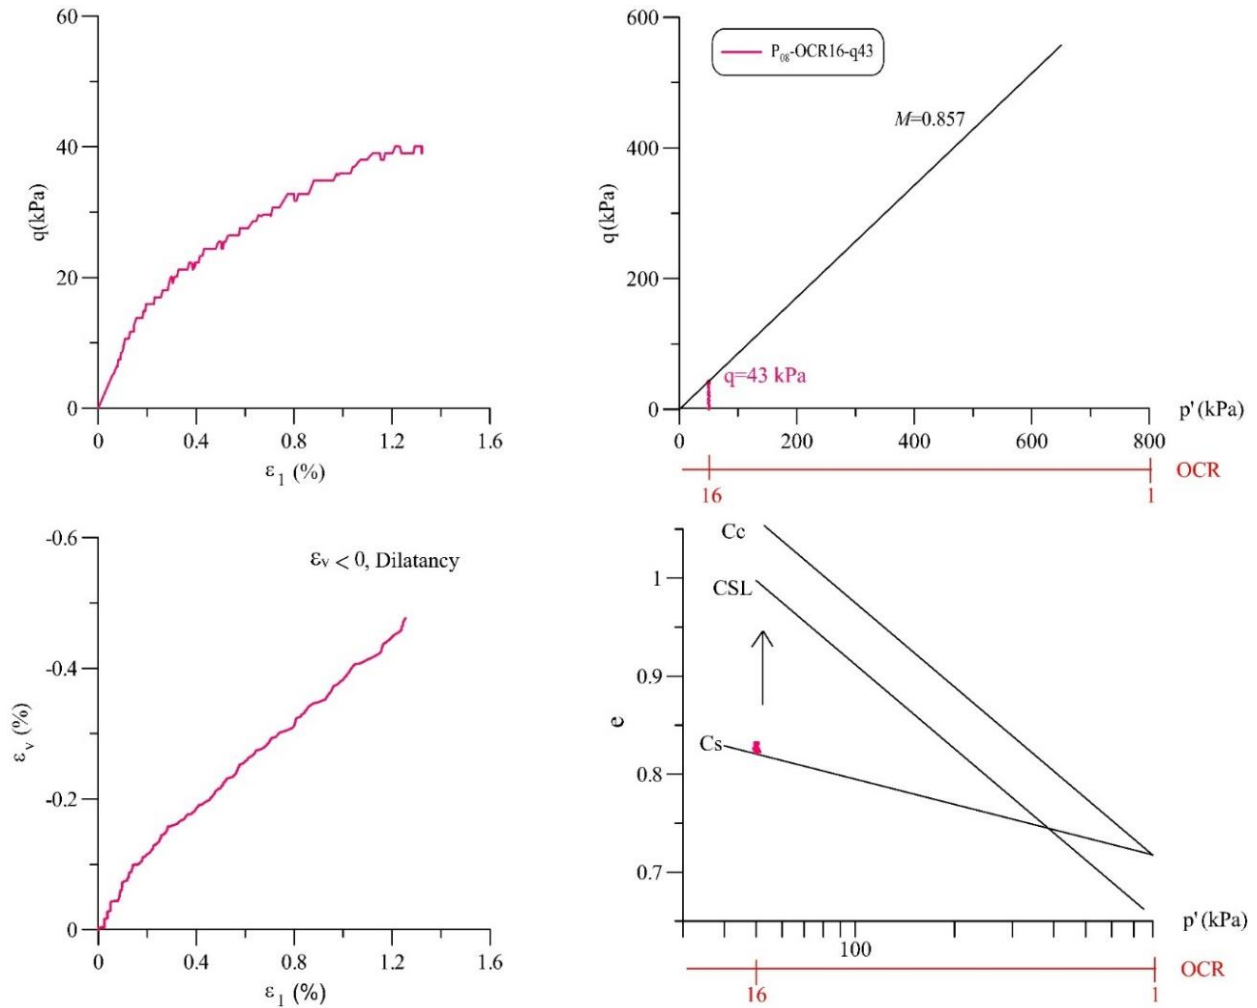 60
40
20
0
q(kPa)
0
0.4
0.8
1.2
1.6
ε1 (%)
600
400
200
0
q(kPa)
P08-OCR16-q43
M=0.857
q=43 kPa
p'(kPa)
0
200
400
600
800
OCR
16
1
-0.6
-0.4
-0.2
0
εv (%)
εv < 0, Dilatancy
0
0.4
0.8
1.2
1.6
ε1 (%)
Cc
CSL
Cs
1
0.9
0.8
0.7
e
100
p'(kPa)
OCR
16
1